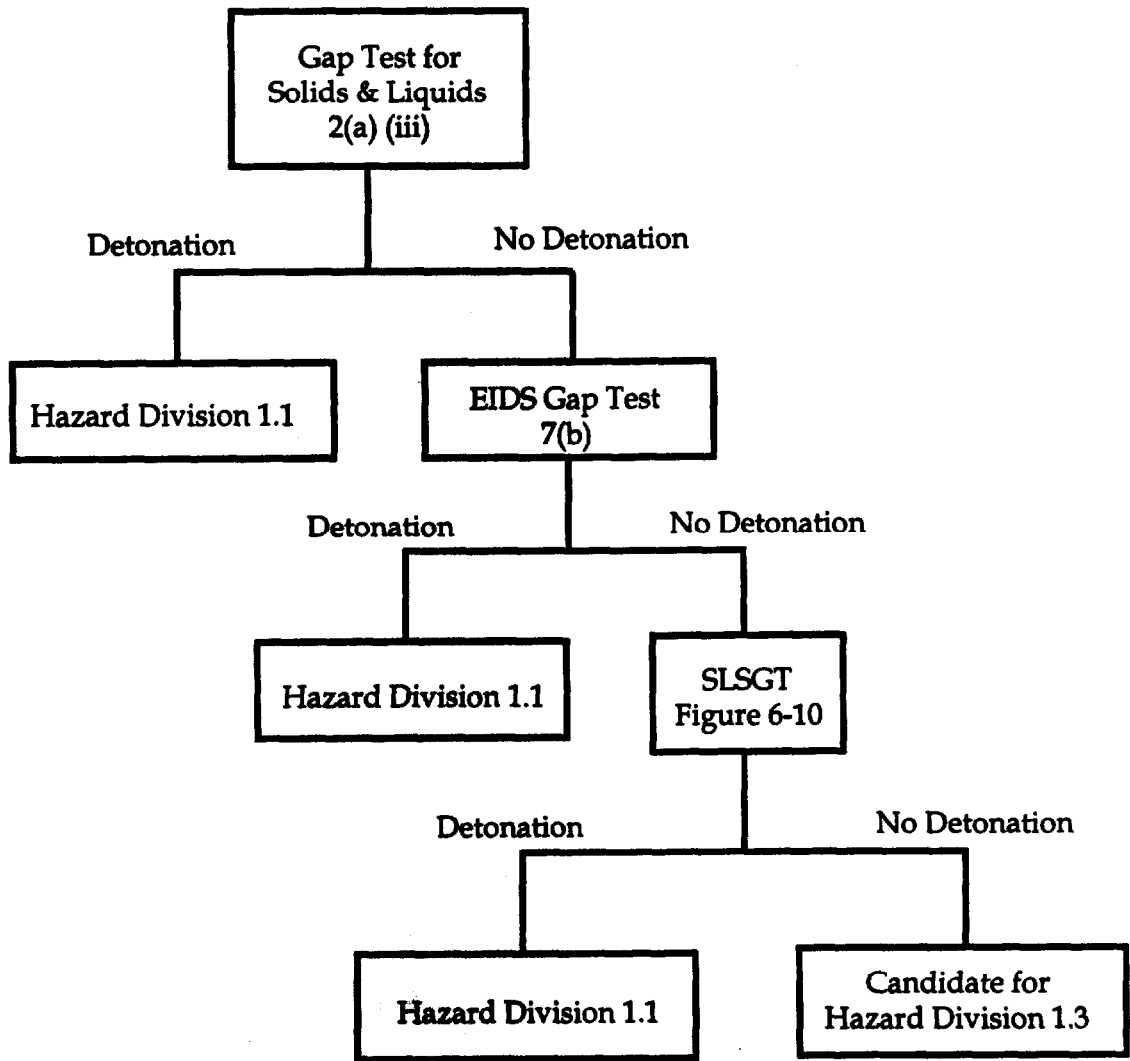 Gap Test for
Solids & Liquids
2(a) (iii)
Detonation
No Detonation
Hazard Division 1.1
EIDS Gap Test
7(b)
Detonation
No Detonation
Hazard Division 1.1
SLSGT
Figure 6-10
Detonation
No Detonation
Hazard Division 1.1
Candidate for
Hazard Division 1.3